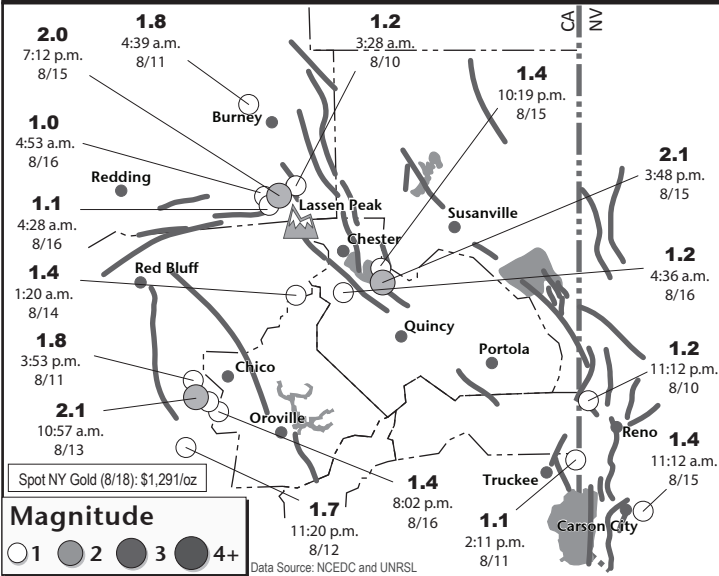 2.0
7:12 p.m.
8/15
1.8
4:39 a.m.
8/11
1.2
3:28 a.m.
8/10
CA
NV
1.4
10:19 p.m.
8/15
Burney
1.0
4:53 a.m.
8/16
2.1
3:48 p.m.
8/15
Redding
Lassen Peak
1.1
4:28 a.m.
8/16
Susanville
Chester
1.4
1:20 a.m.
8/14
Red Bluff
1.2
4:36 a.m.
8/16
Quincy
1.8
3:53 p.m.
8/11
Portola
Chico
1.2
11:12 p.m.
8/10
2.1
10:57 a.m.
8/13
Oroville
Reno
1.4
11:12 a.m.
8/15
Spot NY Gold (8/18): $1,291/oz
1.4
8:02 p.m.
8/16
Truckee
1.7
11:20 p.m.
8/12
1.1
2:11 p.m.
8/11
Carson City
Magnitude
1 2 3 4+
Data Source: NCEDC and UNRSL